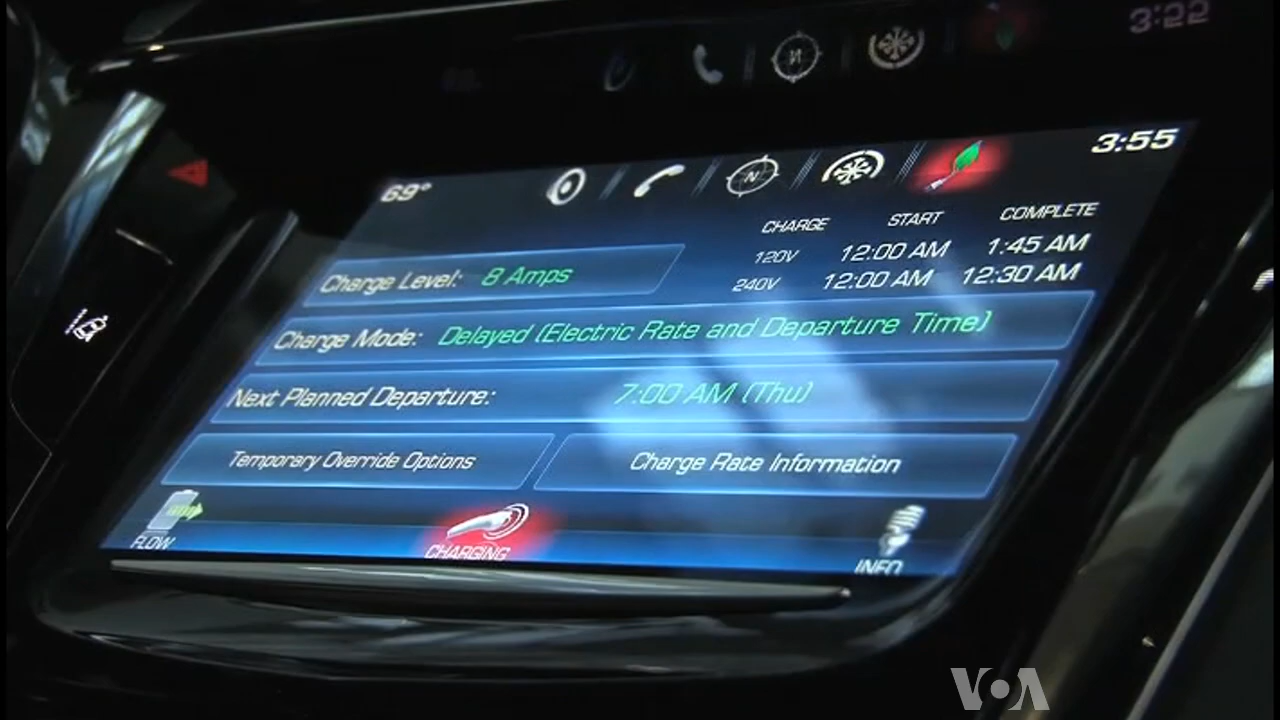 3:22
3:55
69°
CHARGE START COMPLETE
120V 12:00 AM 1:45 AM
240V 12:00 AM 12:30 AM
Charge Level: 8 Amps
Charge Mode: Delayed (Electric Rate and Departure Time)
Next Planned Departure: 7:00 AM (Thu)
Temporary Override Options Charge Rate Information
FLOW CHARGING INFO
VOA